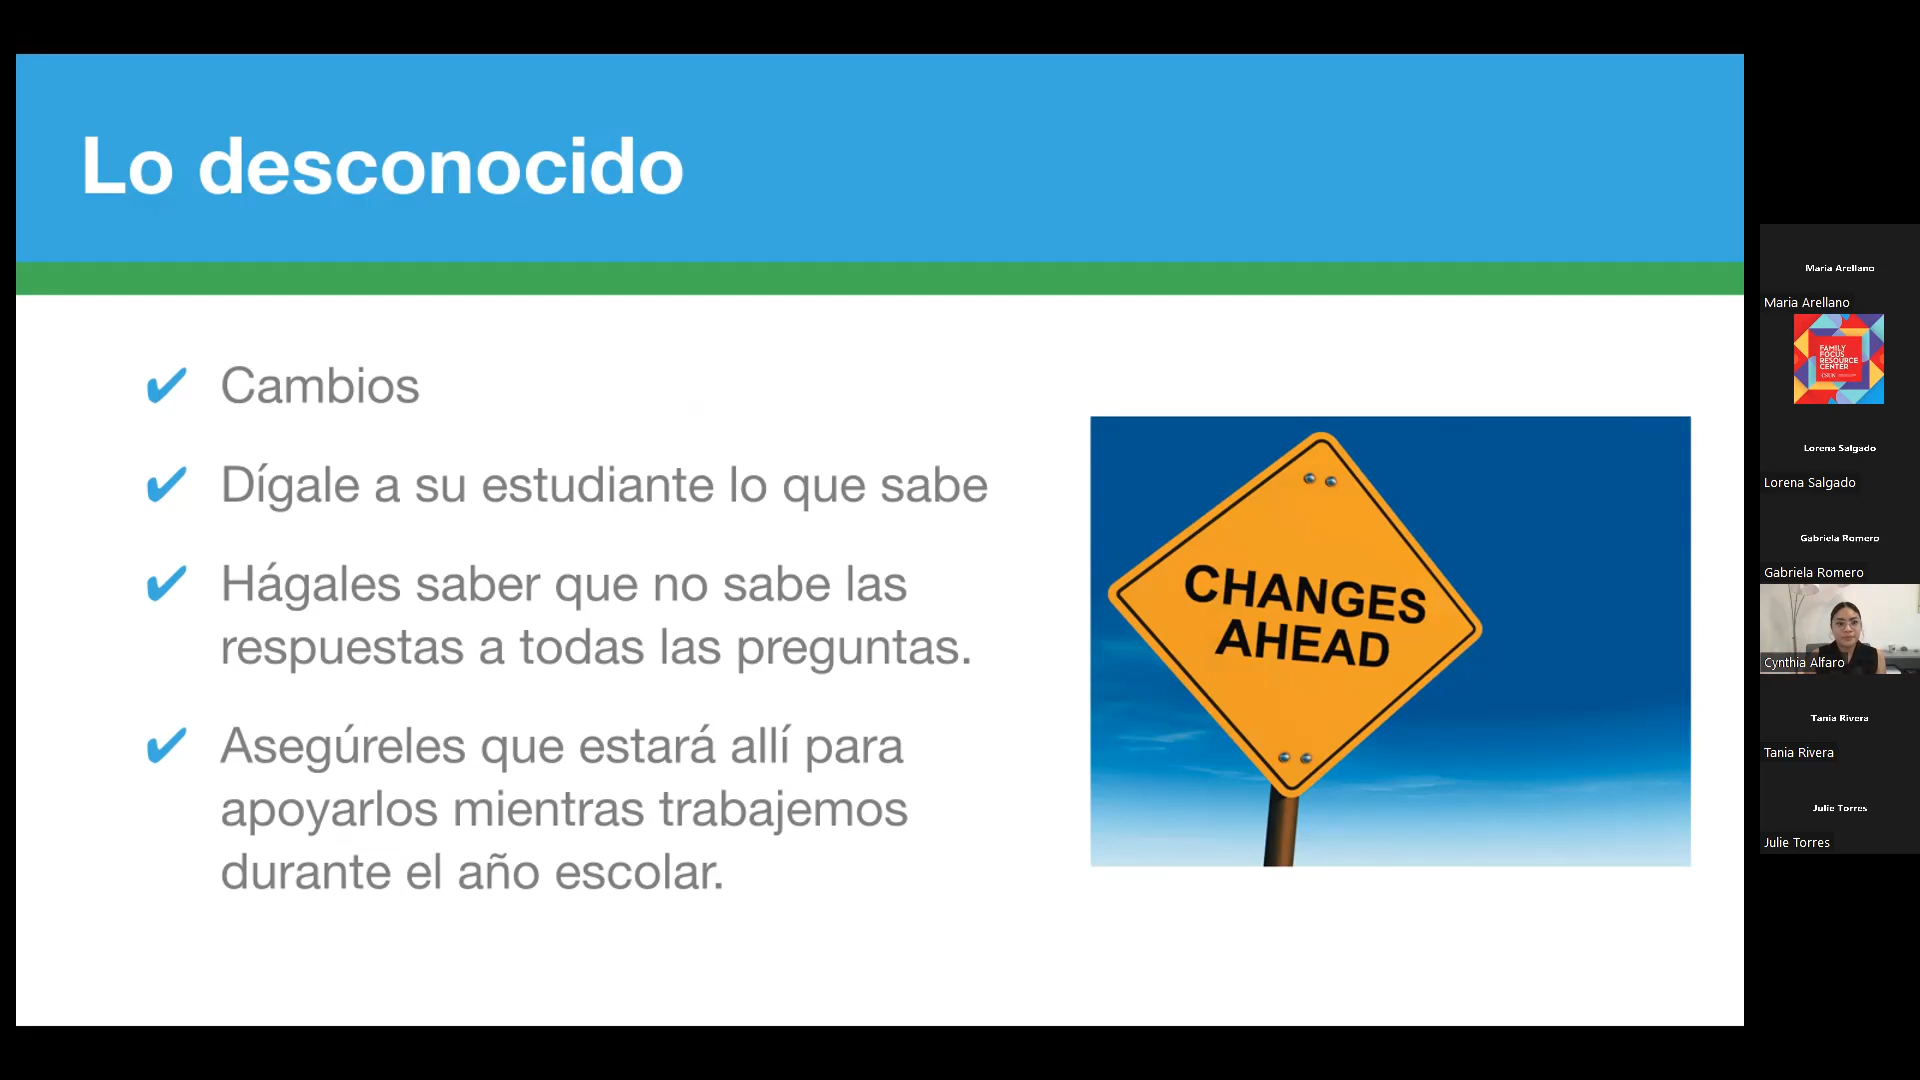 Lo desconocido
✔ Cambios
✔ Dígale a su estudiante lo que sabe
✔ Hágales saber que no sabe las
respuestas a todas las preguntas.
✔ Asegúreles que estará allí para
apoyarlos mientras trabajemos
durante el año escolar.
CHANGES
AHEAD
Maria Arellano
Maria Arellano
FAMILY
FOCUS
RESOURCE
CENTER
CSUN
Lorena Salgado
Lorena Salgado
Gabriela Romero
Gabriela Romero
Cynthia Alfaro
Tania Rivera
Tania Rivera
Julie Torres
Julie Torres